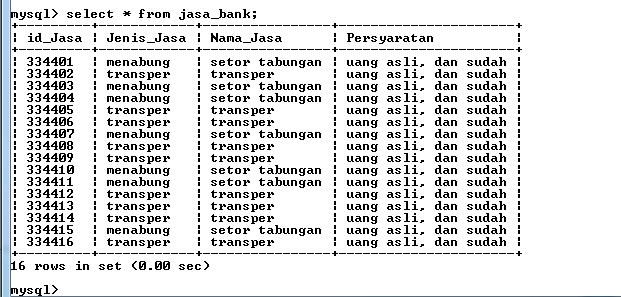 mysql> select * from jasa_bank;
+---------+------------+----------------+----------------------+
| id_Jasa | Jenis_Jasa | Nama_Jasa | Persyaratan |
+---------+------------+----------------+----------------------+
| 334401 | menabung | setor tabungan | uang asli, dan sudah |
| 334402 | transper | transper | uang asli, dan sudah |
| 334403 | menabung | setor tabungan | uang asli, dan sudah |
| 334404 | menabung | setor tabungan | uang asli, dan sudah |
| 334405 | transper | transper | uang asli, dan sudah |
| 334406 | transper | transper | uang asli, dan sudah |
| 334407 | menabung | setor tabungan | uang asli, dan sudah |
| 334408 | transper | transper | uang asli, dan sudah |
| 334409 | transper | transper | uang asli, dan sudah |
| 334410 | menabung | setor tabungan | uang asli, dan sudah |
| 334411 | menabung | setor tabungan | uang asli, dan sudah |
| 334412 | transper | transper | uang asli, dan sudah |
| 334413 | transper | transper | uang asli, dan sudah |
| 334414 | transper | transper | uang asli, dan sudah |
| 334415 | menabung | setor tabungan | uang asli, dan sudah |
| 334416 | transper | transper | uang asli, dan sudah |
+---------+------------+----------------+----------------------+
16 rows in set (0.00 sec)
mysql>